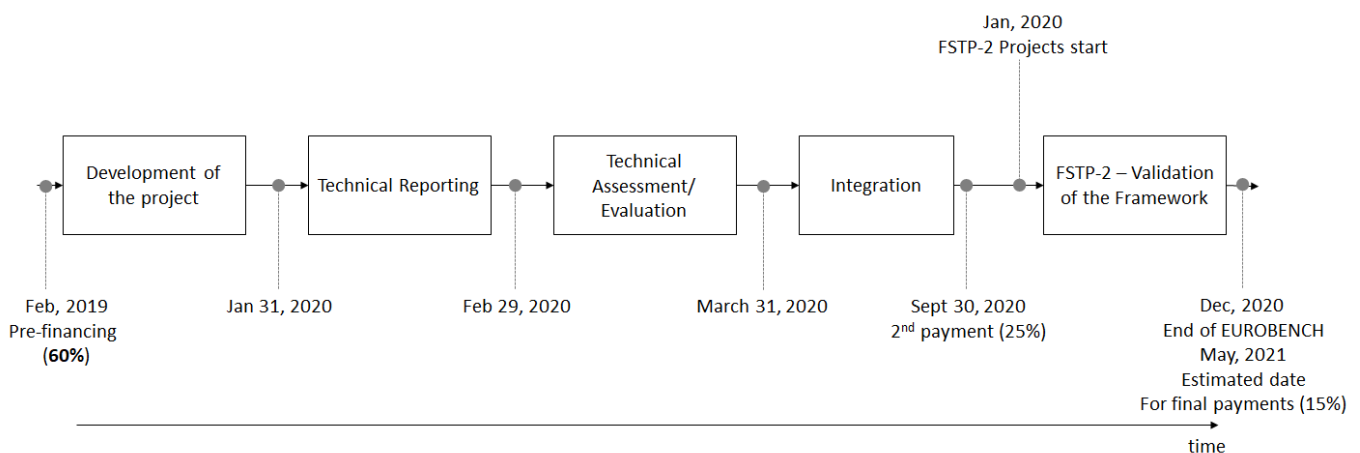 Jan, 2020
FSTP-2 Projects start
Development of
the project
Technical Reporting
Technical
Assessment/
Evaluation
Integration
FSTP-2 – Validation
of the Framework
Feb, 2019
Pre-financing
(60%)
Jan 31, 2020
Feb 29, 2020
March 31, 2020
Sept 30, 2020
2nd payment (25%)
Dec, 2020
End of EUROBENCH
May, 2021
Estimated date
For final payments (15%)
time